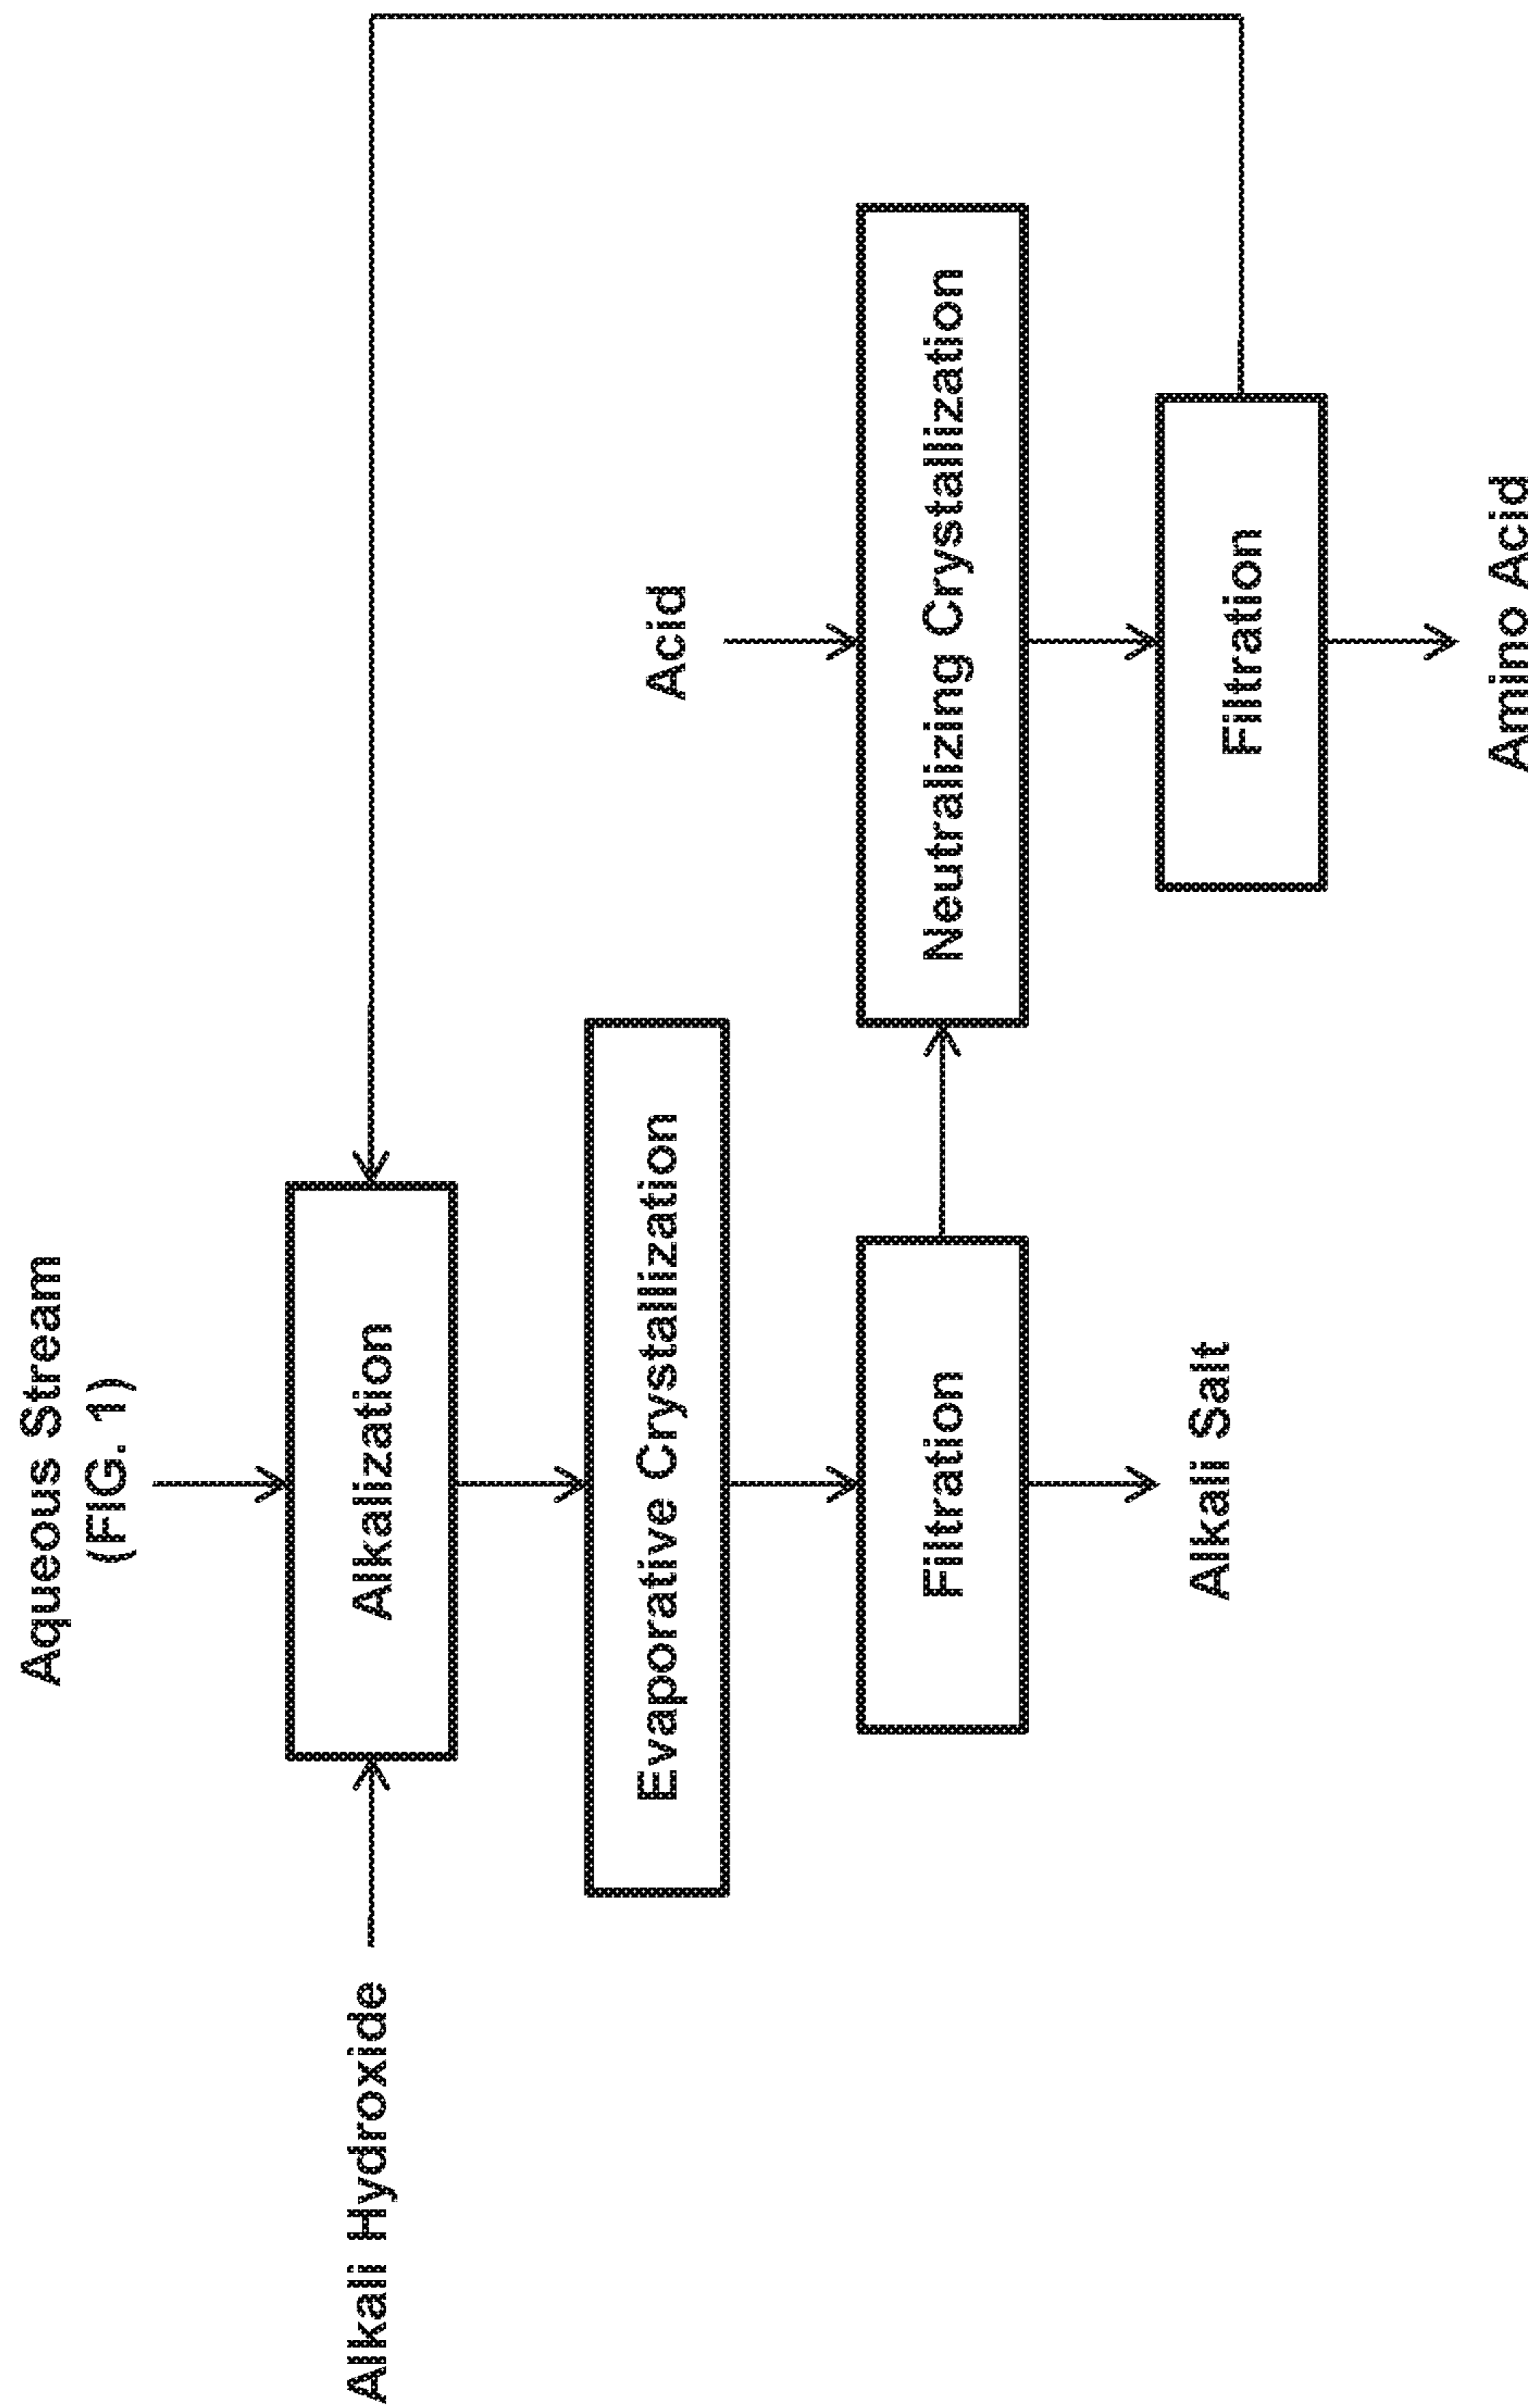 Aqueous Stream
(FIG. 1)
Alkali Hydroxide
Alkalization
Evaporative Crystallization
Acid
Filtration
Neutralizing Crystallization
Alkali Salt
Filtration
Amino Acid